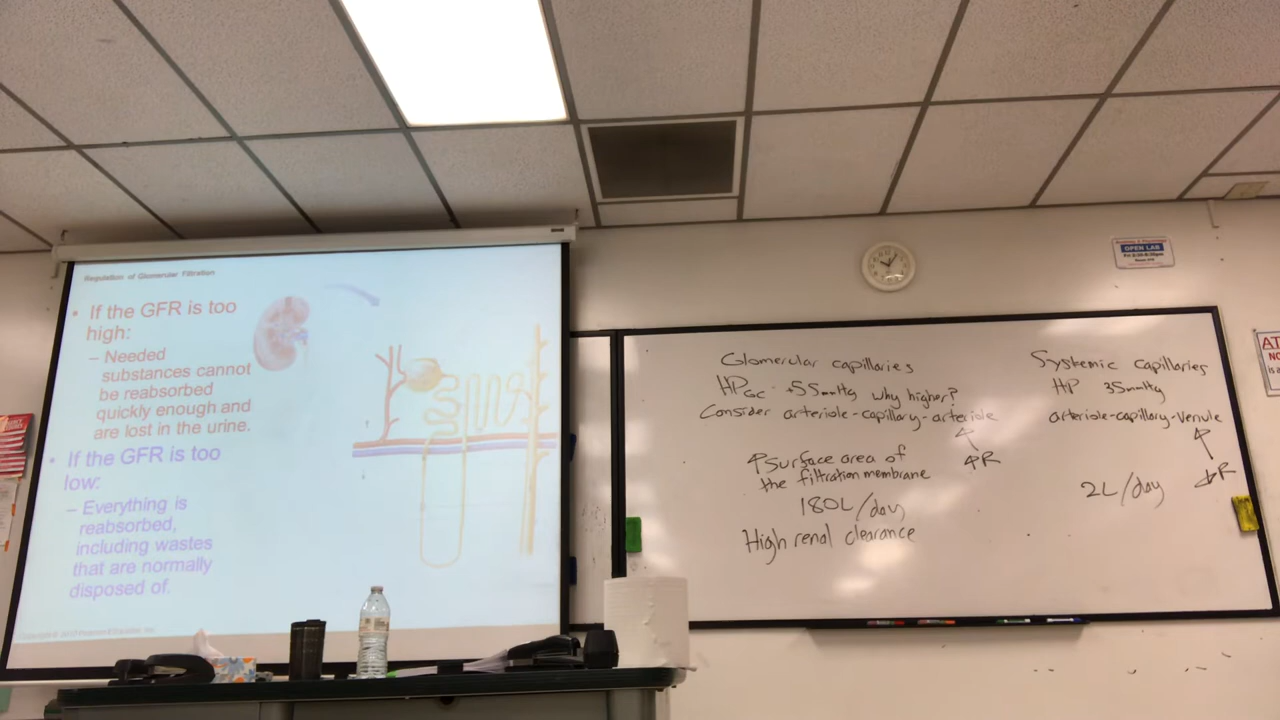 Regulation of Glomerular Filtration
• If the GFR is too
high:
– Needed
substances cannot
be reabsorbed
quickly enough and
are lost in the urine.
• If the GFR is too
low:
– Everything is
reabsorbed,
including wastes
that are normally
disposed of.
Glomerular capillaries
HPGC +55mmHg why higher?
Consider arteriole-capillary-arteriole
↑R
↑Surface area of
the filtration membrane
180L/day
High renal clearance
Systemic capillaries
HP 35mmHg
arteriole-capillary-venule
↓R
2L/day
OPEN LAB